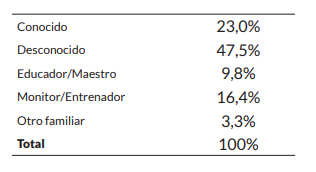 Conocido 23,0%
Desconocido 47,5%
Educador/Maestro 9,8%
Monitor/Entrenador 16,4%
Otro familiar 3,3%
Total 100%